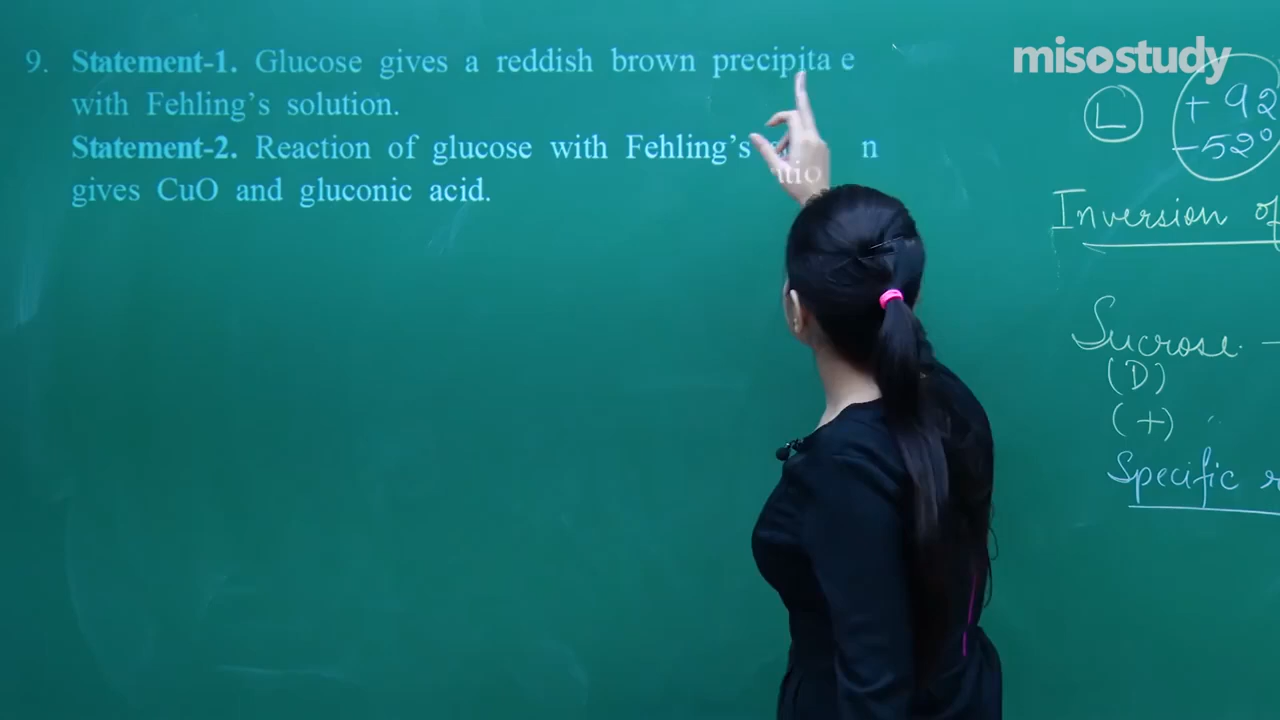 misostudy
9. Statement-1. Glucose gives a reddish brown precipita e
with Fehling's solution.
Statement-2. Reaction of glucose with Fehling's utio n
gives CuO and gluconic acid.
L
+ 92
-52°
Inversion of
Sucrose -
(D)
(+)
Specific r